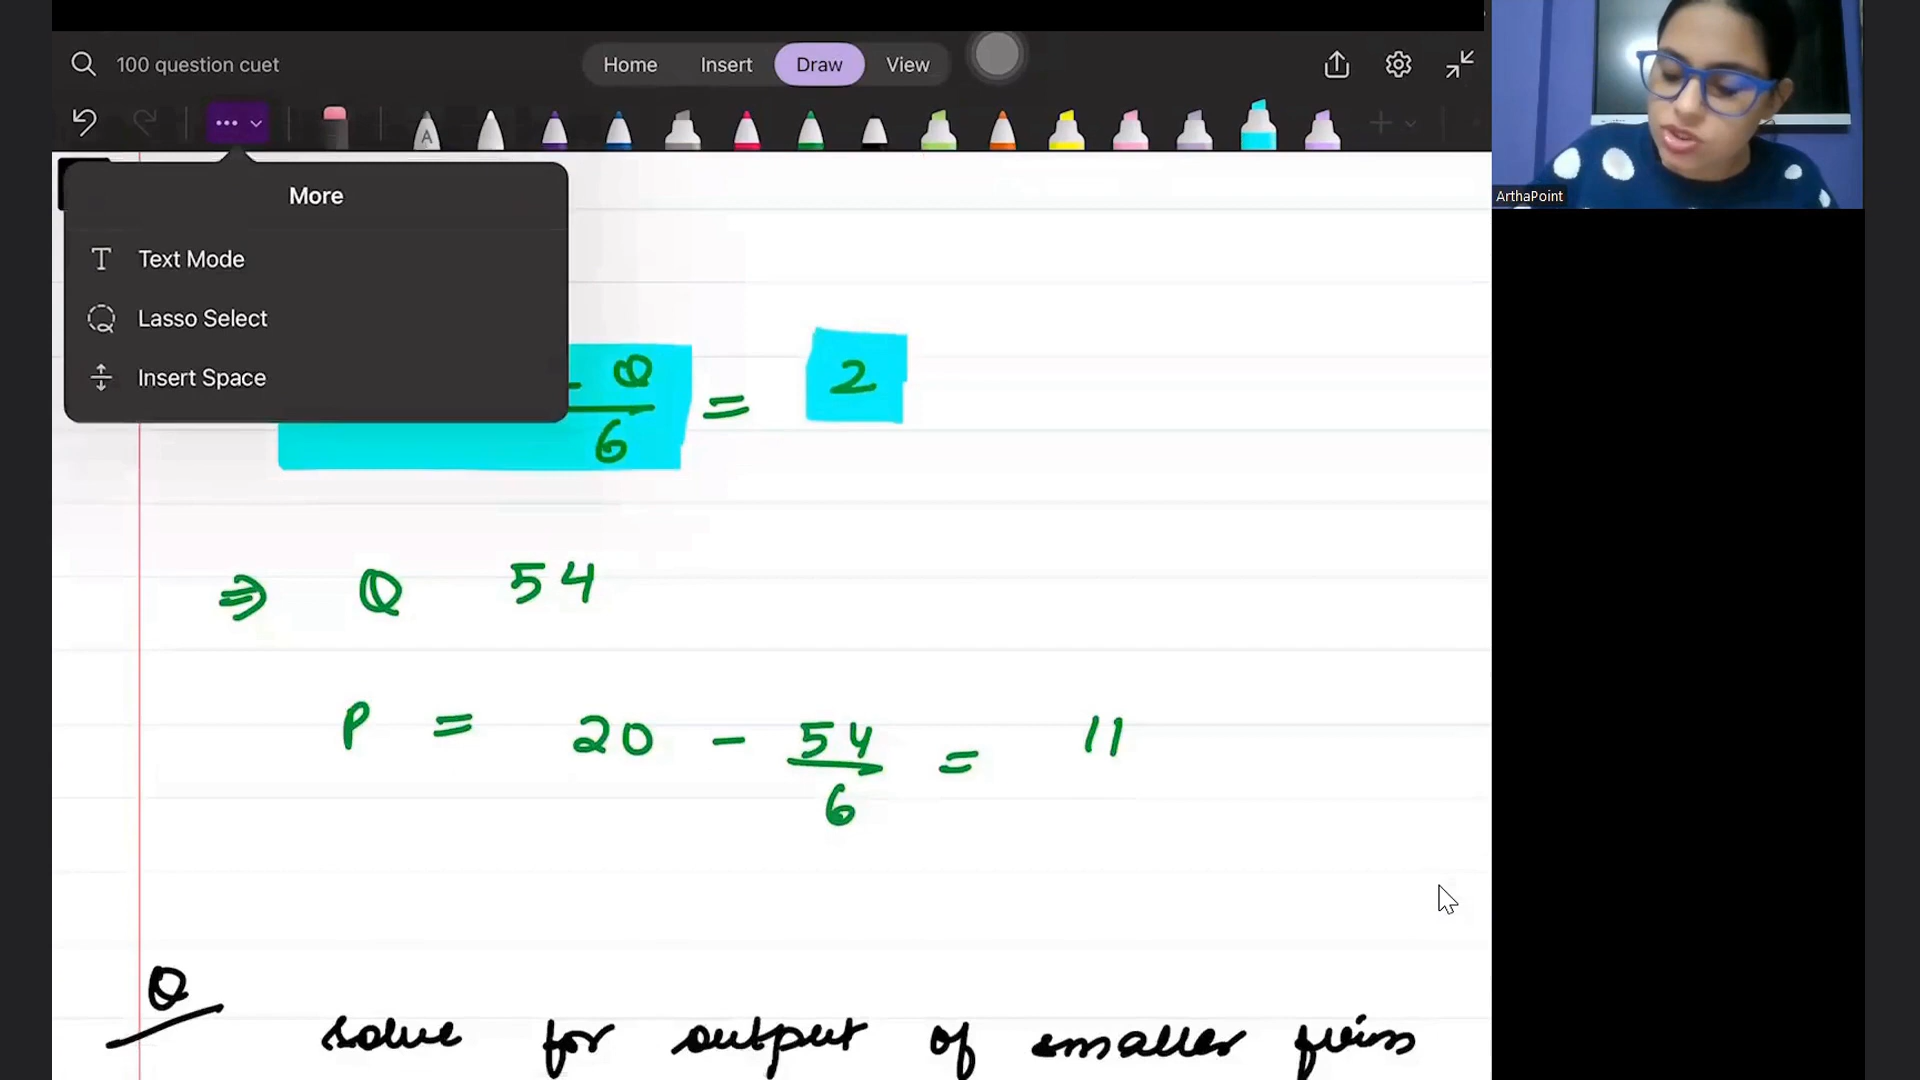 100 question cuet
Home Insert Draw View
A
ArthaPoint
More
Text Mode
Lasso Select
Insert Space
- Q
6
= 2
⇒ Q 54
P = 20 - 54 = 11
6
Q
solve for output of smaller firm